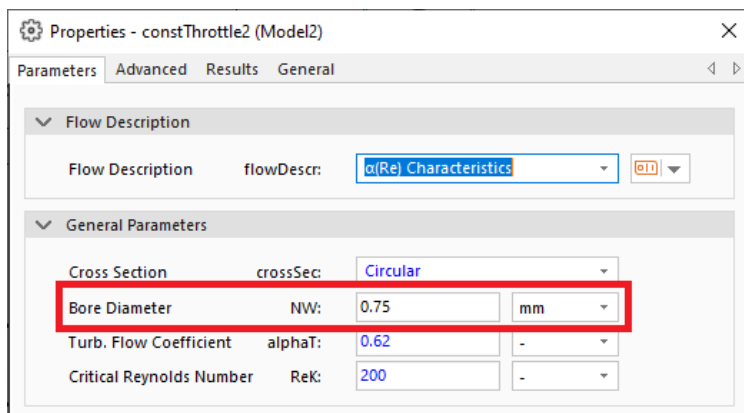 Properties - constThrottle2 (Model2)
Parameters Advanced Results General
Flow Description
Flow Description flowDescr: α(Re) Characteristics
General Parameters
Cross Section crossSec: Circular
Bore Diameter NW: 0.75 mm
Turb. Flow Coefficient alphaT: 0.62 -
Critical Reynolds Number ReK: 200 -